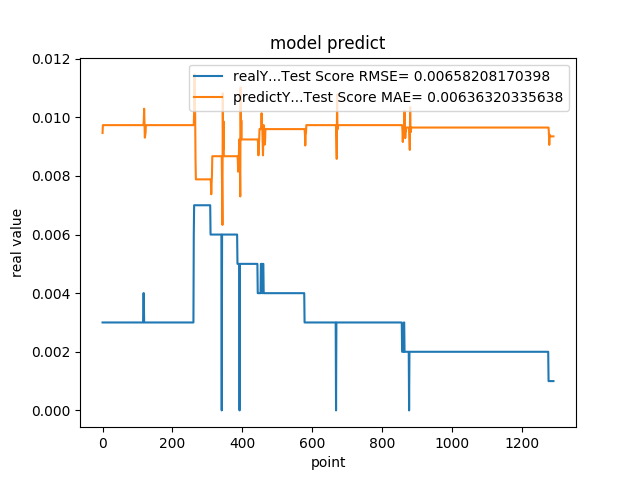 model predict
realY...Test Score RMSE= 0.00658208170398
predictY...Test Score MAE= 0.00636320335638
0.012
0.010
0.008
0.006
0.004
0.002
0.000
real value
0 200 400 600 800 1000 1200
point